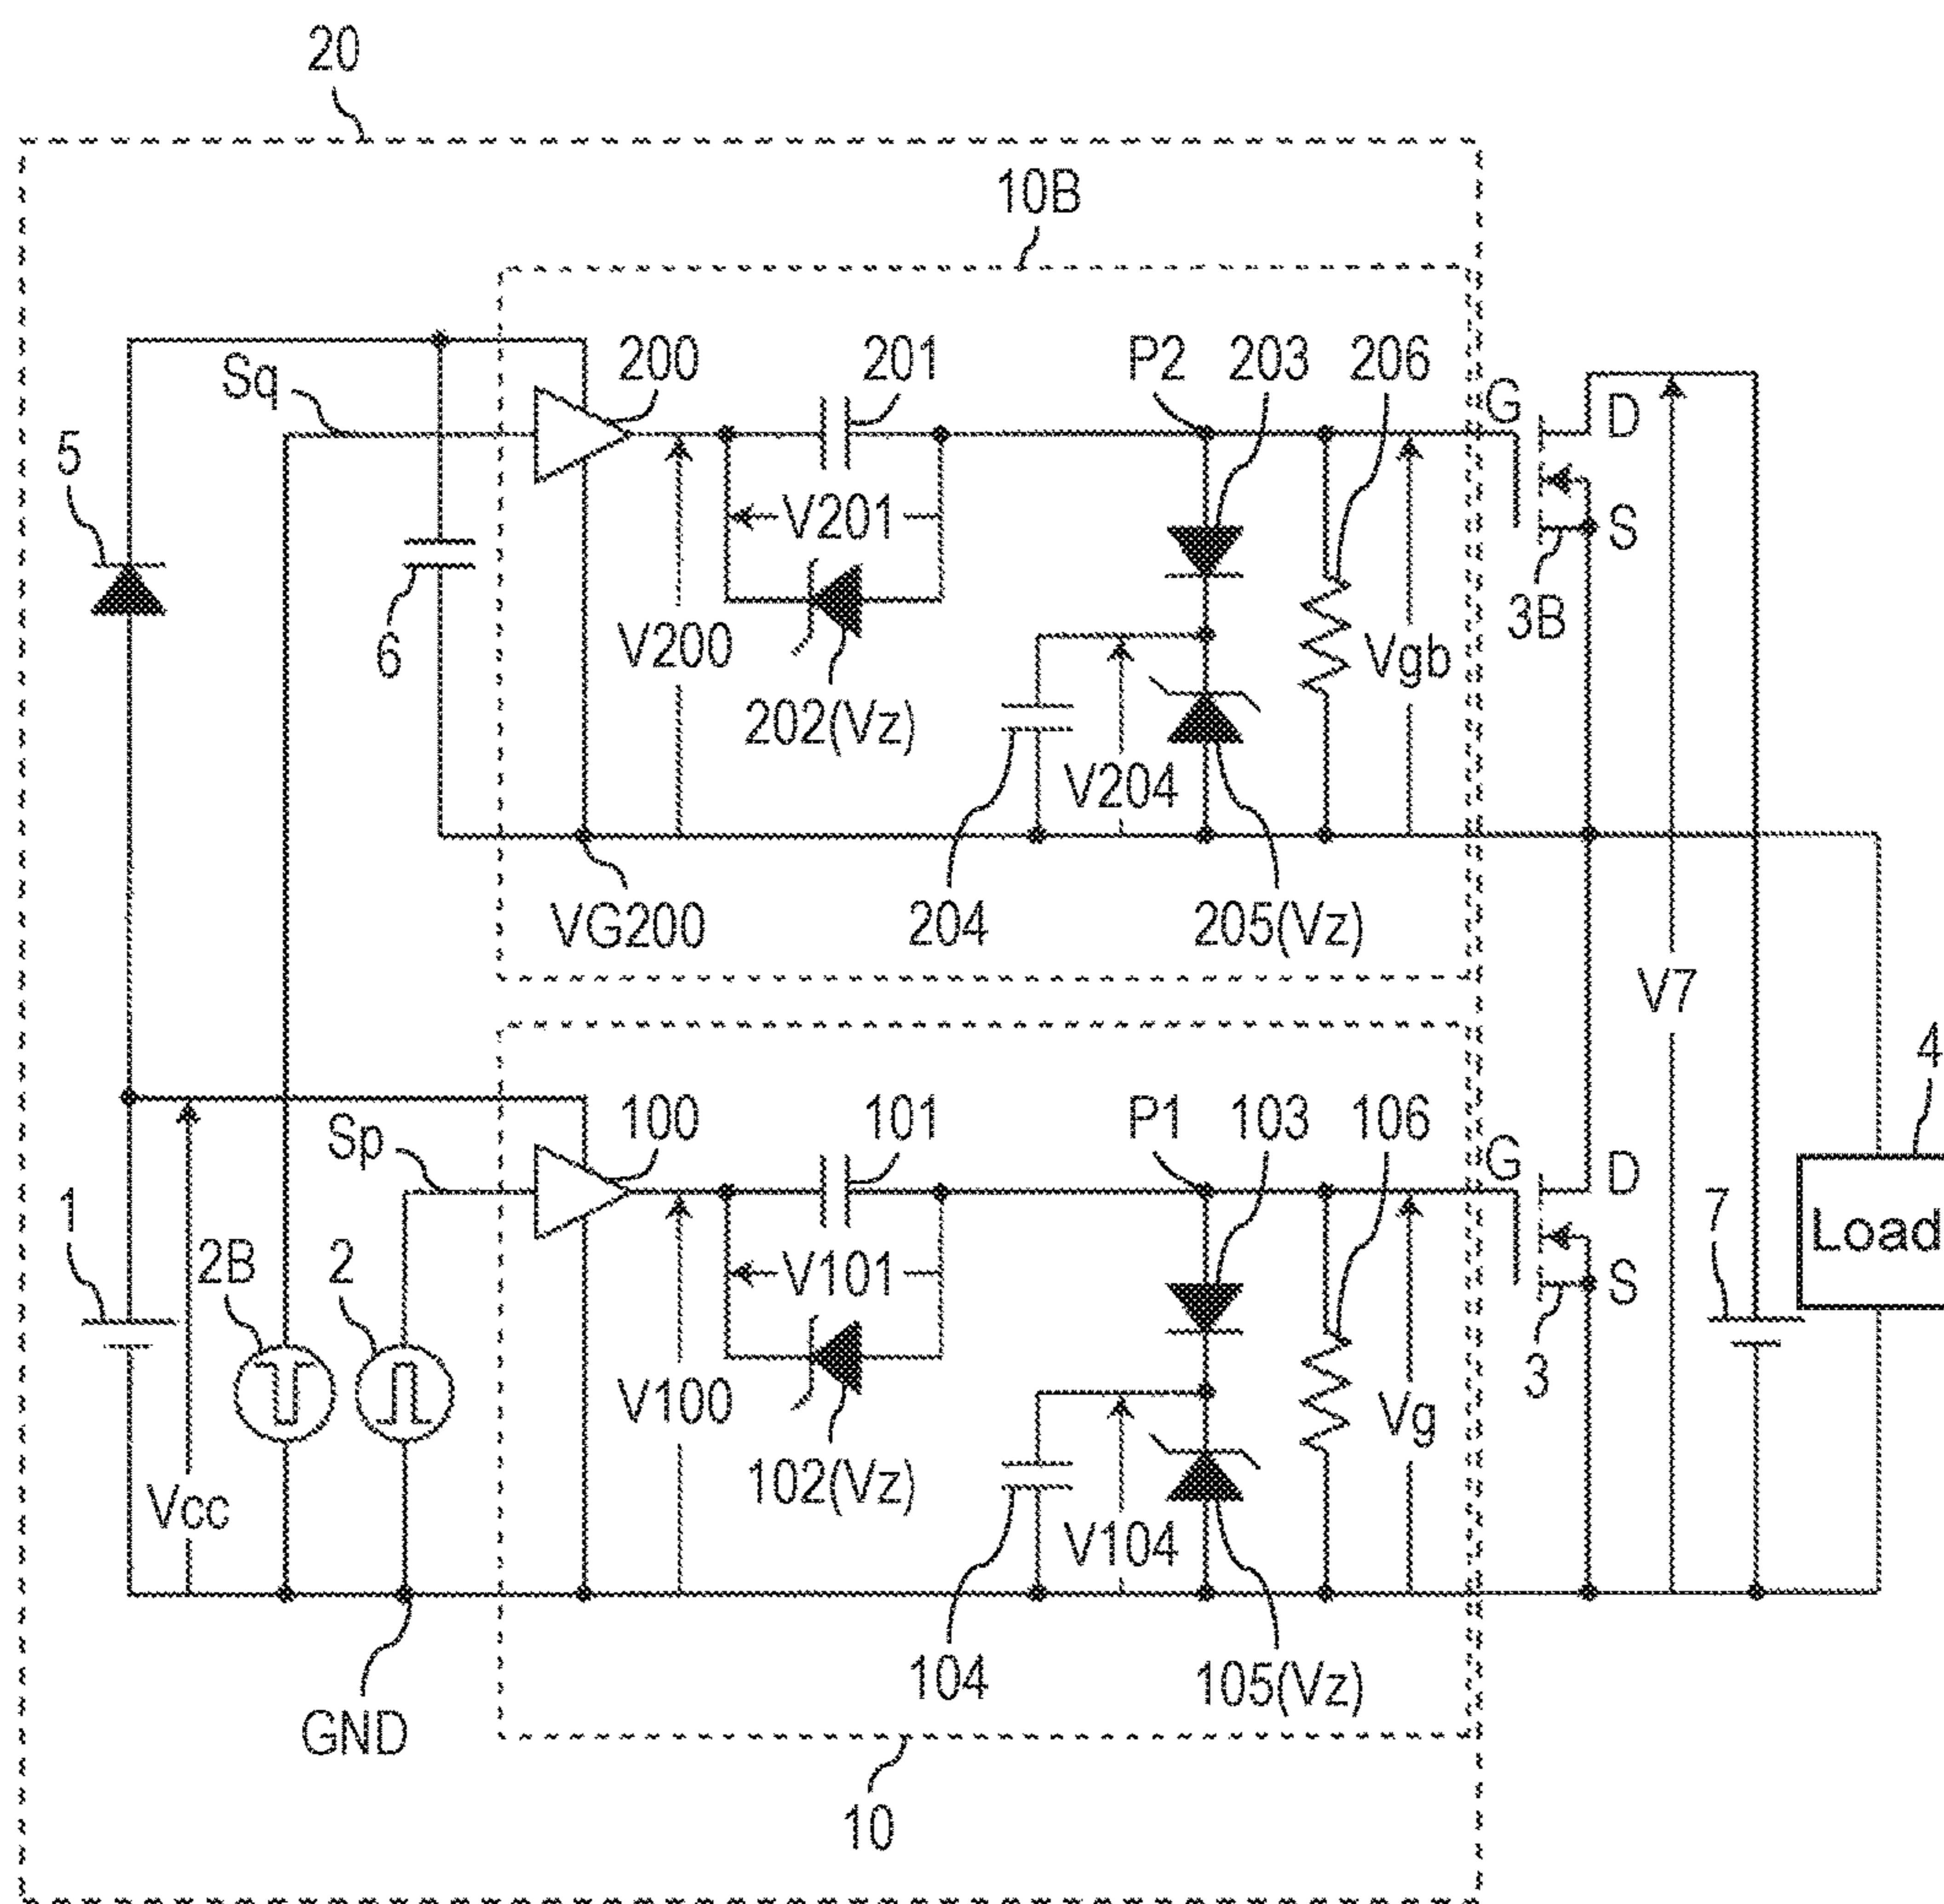 20
10B
Sq
200
201
P2
203
206
G
D
5
V201
S
6
V200
3B
Vgb
202(Vz)
V204
VG200
204
205(Vz)
V7
4
Sp
100
101
P1
103
106
G
D
1
2B
2
V101
7
Load
S
V100
Vg
3
102(Vz)
Vcc
V104
104
105(Vz)
GND
10